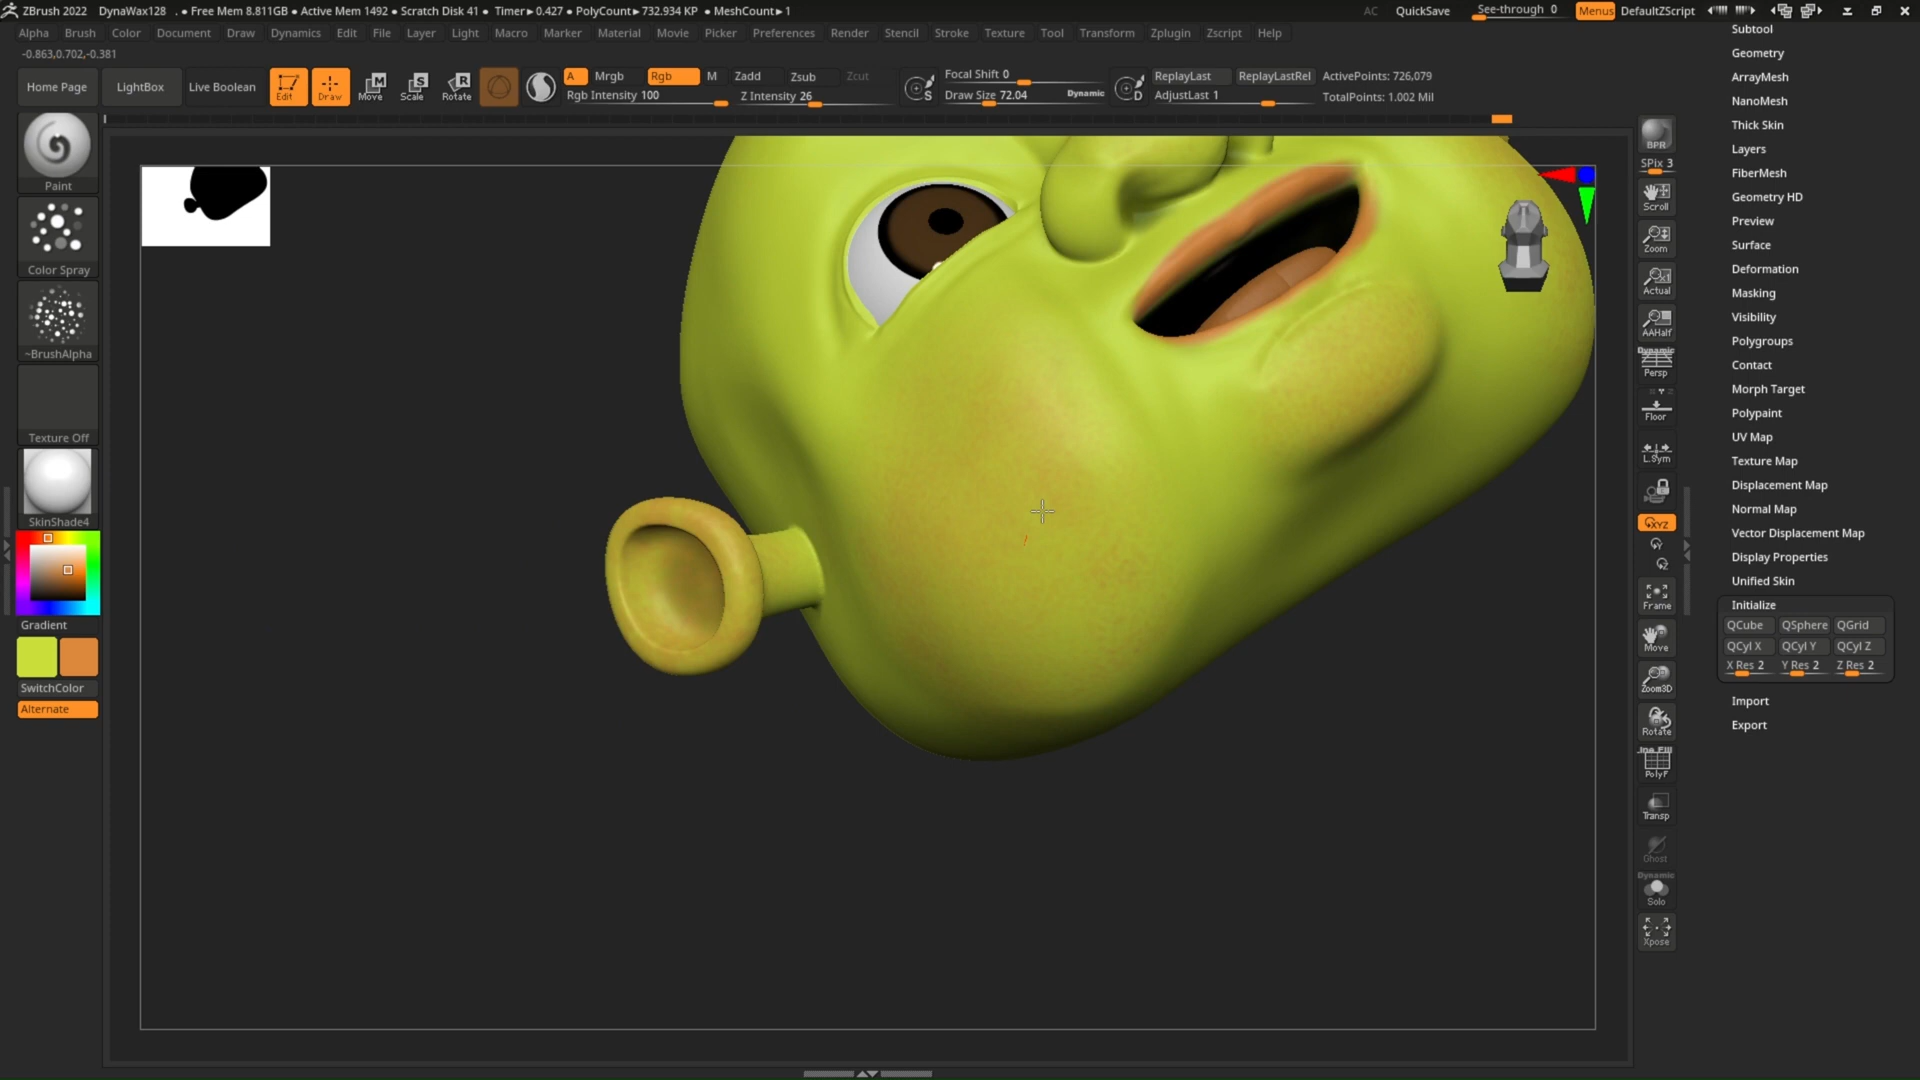 ZBrush 2022 DynaWax128 . ● Free Mem 8.811GB ● Active Mem 1492 ● Scratch Disk 41 ● Timer▶0.427 ● PolyCount▶732.934 KP ● MeshCount▶1 AC QuickSave See-through 0 Menus DefaultZScript
Alpha Brush Color Document Draw Dynamics Edit File Layer Light Macro Marker Material Movie Picker Preferences Render Stencil Stroke Texture Tool Transform Zplugin Zscript Help
-0.863,0.702,-0.381
Home Page LightBox Live Boolean Edit Draw Move Scale Rotate
A Mrgb Rgb M Zadd Zsub Zcut
Rgb Intensity 100 Z Intensity 26
Focal Shift 0
Draw Size 72.04 Dynamic
ReplayLast ReplayLastRel ActivePoints: 726,079
AdjustLast 1 TotalPoints: 1.002 Mil
Paint
Color Spray
~BrushAlpha
Texture Off
SkinShade4
Gradient
SwitchColor
Alternate
BPR
SPix 3
Scroll
Zoom
Actual
AAHalf
Dynamic
Persp
Floor
L.Sym
XYZ
Frame
Move
Zoom3D
Rotate
Line Fill
PolyF
Transp
Ghost
Dynamic
Solo
Xpose
Subtool
Geometry
ArrayMesh
NanoMesh
Thick Skin
Layers
FiberMesh
Geometry HD
Preview
Surface
Deformation
Masking
Visibility
Polygroups
Contact
Morph Target
Polypaint
UV Map
Texture Map
Displacement Map
Normal Map
Vector Displacement Map
Display Properties
Unified Skin
Initialize
QCube QSphere QGrid
QCyl X QCyl Y QCyl Z
X Res 2 Y Res 2 Z Res 2
Import
Export